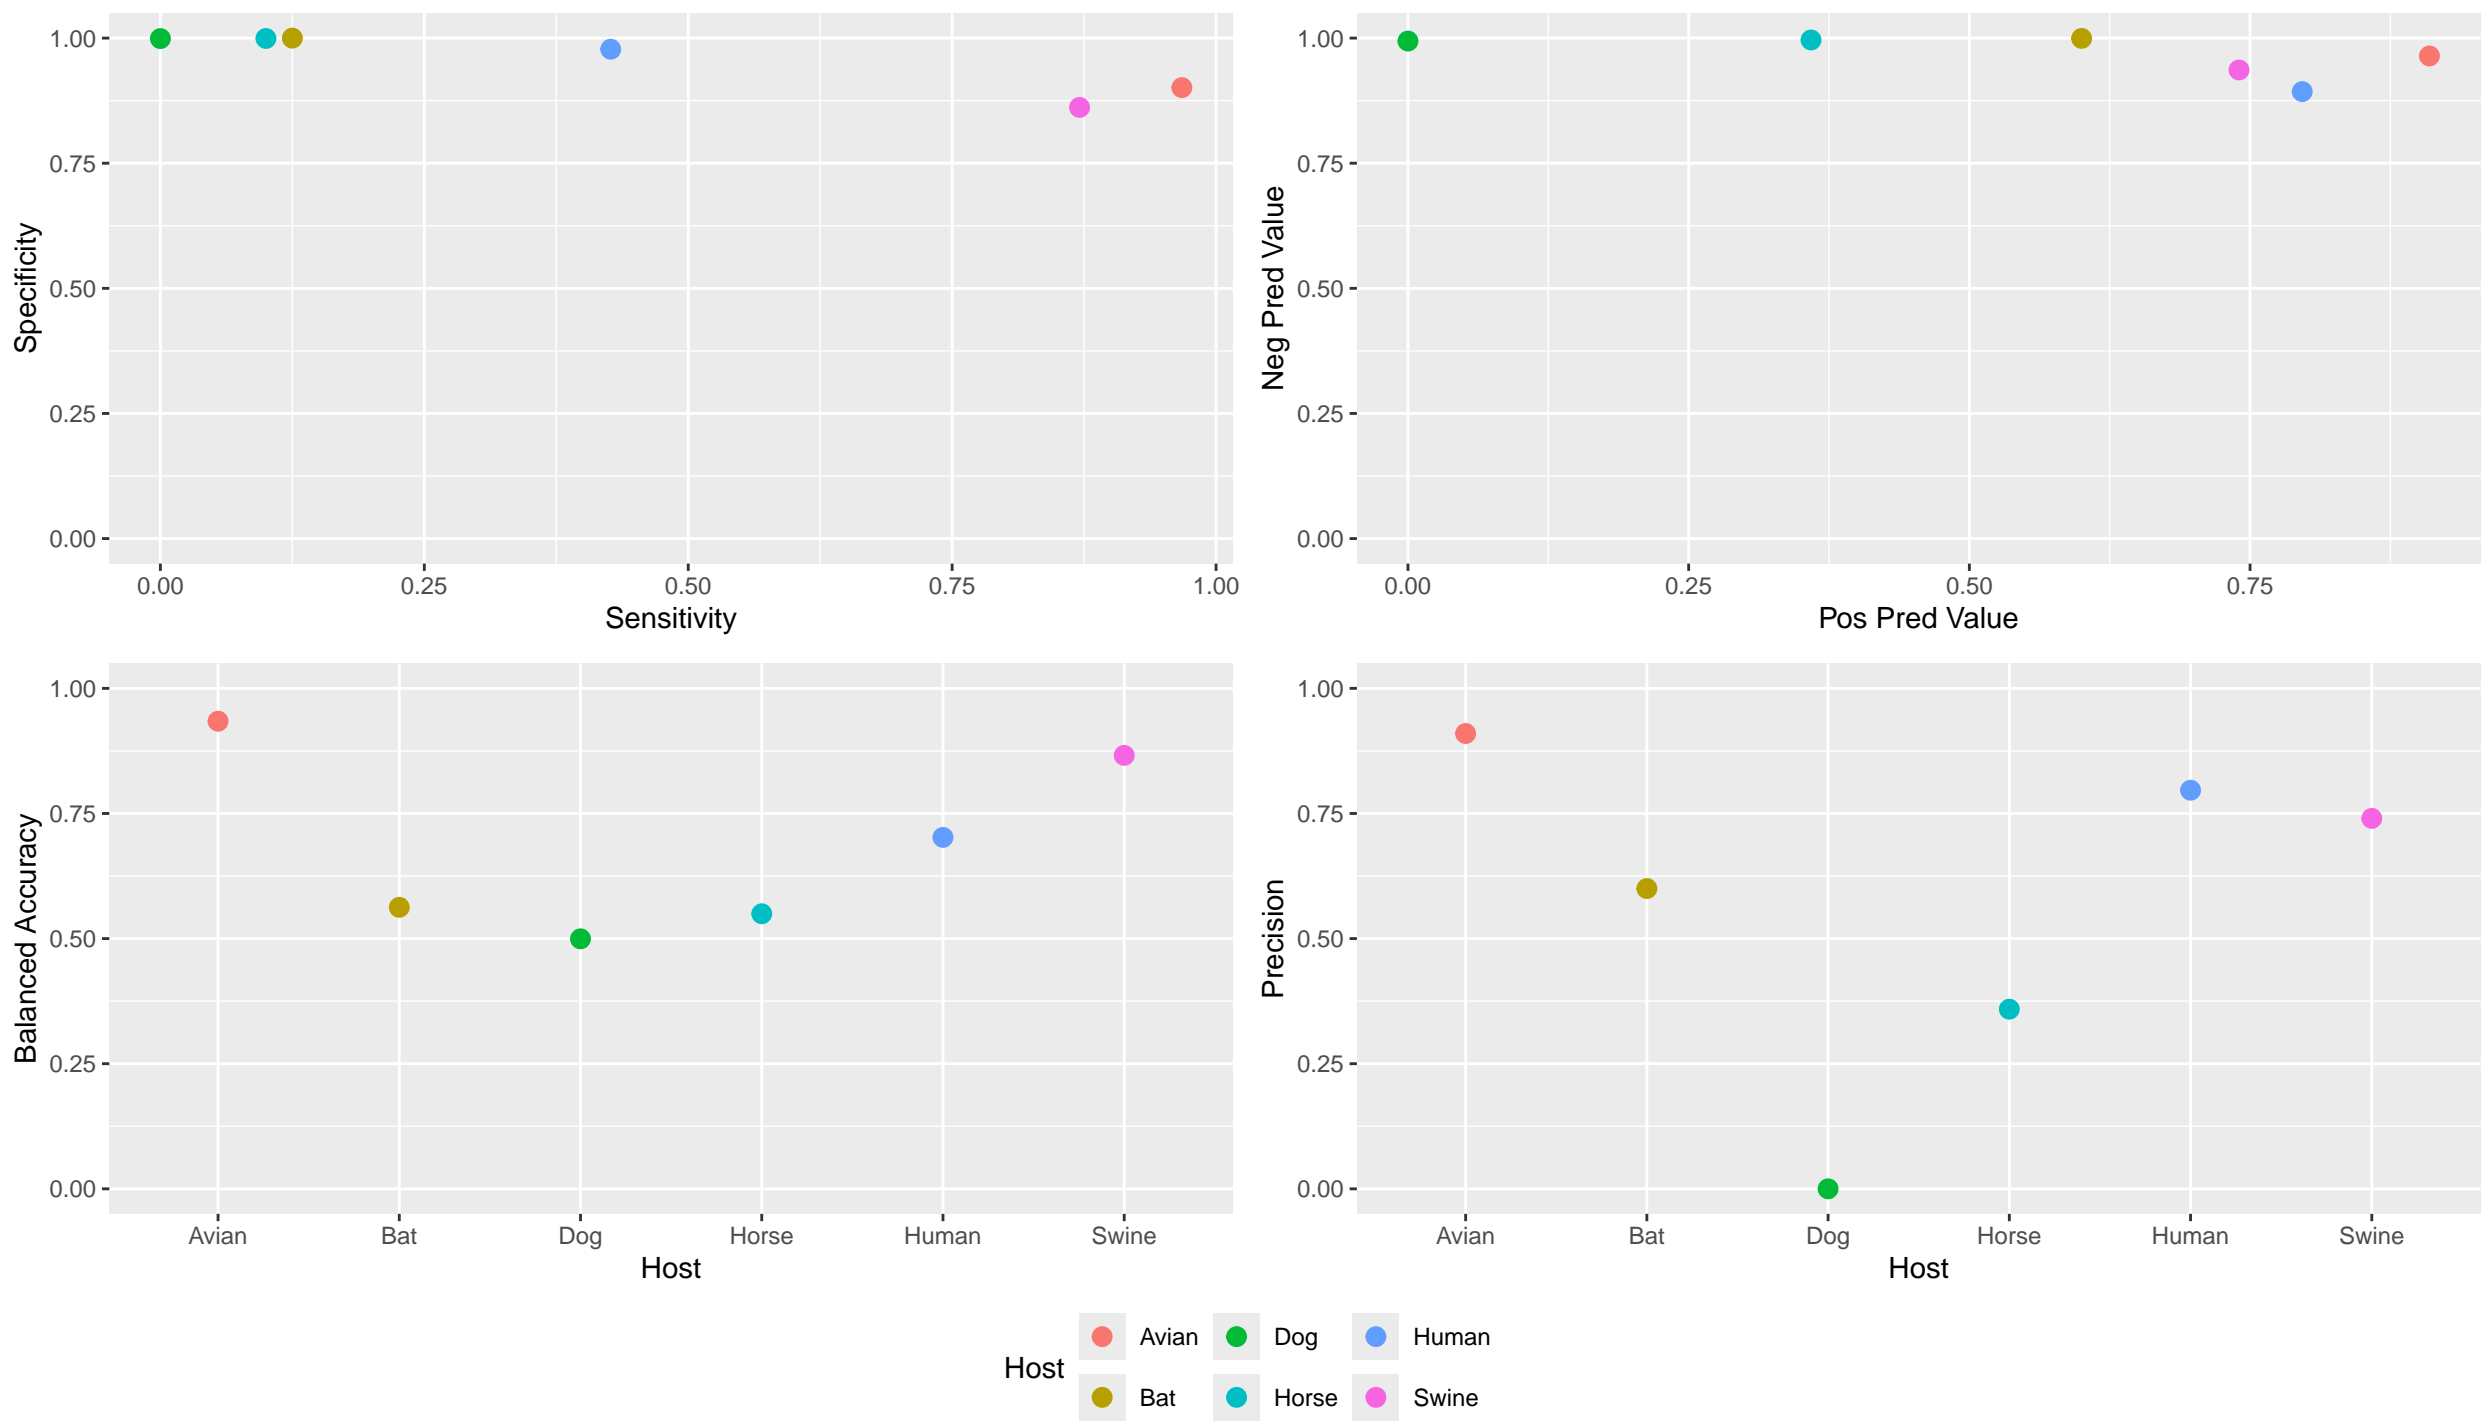 1.00
0.75
0.50
0.25
0.00
Specificity
0.00 0.25 0.50 0.75 1.00
Sensitivity
1.00
0.75
0.50
0.25
0.00
Neg Pred Value
0.00 0.25 0.50 0.75
Pos Pred Value
1.00
0.75
0.50
0.25
0.00
Balanced Accuracy
Avian Bat Dog Horse Human Swine
Host
1.00
0.75
0.50
0.25
0.00
Precision
Avian Bat Dog Horse Human Swine
Host
Host
Avian Dog Human
Bat Horse Swine